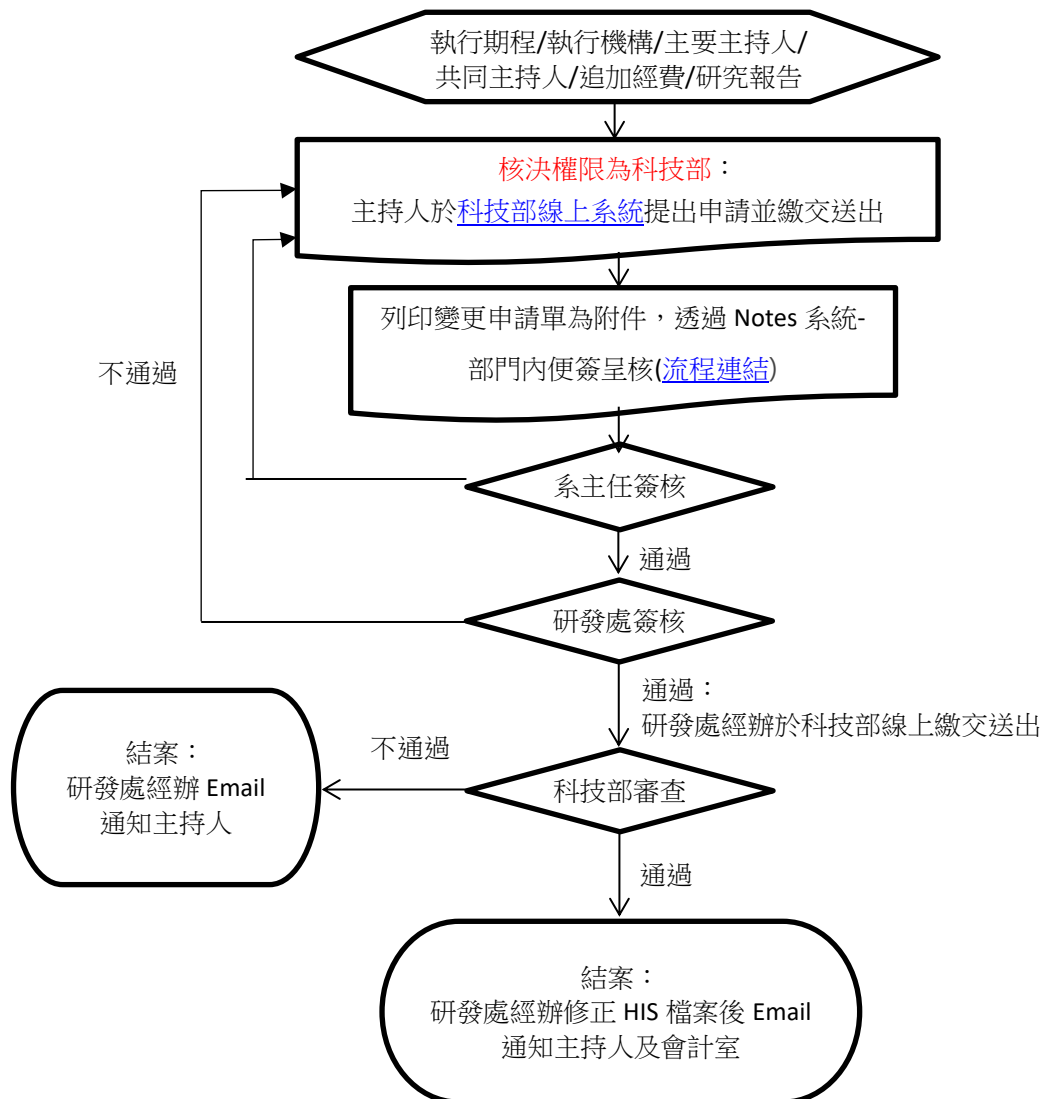 執行期程/執行機構/主要主持人/
共同主持人/追加經費/研究報告
核決權限為科技部：
主持人於科技部線上系統提出申請並繳交送出
列印變更申請單為附件，透過 Notes 系統-
部門內便簽呈核(流程連結)
不通過
系主任簽核
通過
研發處簽核
通過：
研發處經辦於科技部線上繳交送出
不通過
結案：
研發處經辦 Email
通知主持人
科技部審查
通過
結案：
研發處經辦修正 HIS 檔案後 Email
通知主持人及會計室